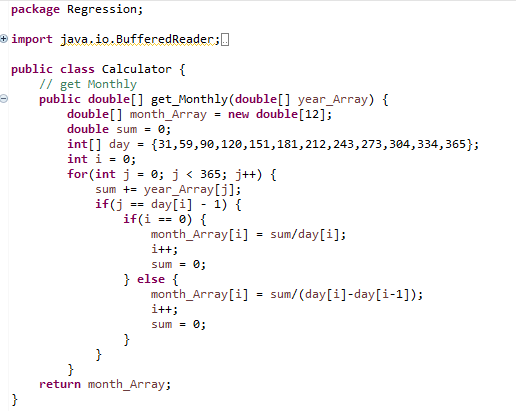 package Regression;
import java.io.BufferedReader;
public class Calculator {
// get Monthly
public double[] get_Monthly(double[] year_Array) {
double[] month_Array = new double[12];
double sum = 0;
int[] day = {31,59,90,120,151,181,212,243,273,304,334,365};
int i = 0;
for(int j = 0; j < 365; j++) {
sum += year_Array[j];
if(j == day[i] - 1) {
if(i == 0) {
month_Array[i] = sum/day[i];
i++;
sum = 0;
} else {
month_Array[i] = sum/(day[i]-day[i-1]);
i++;
sum = 0;
}
}
}
return month_Array;
}